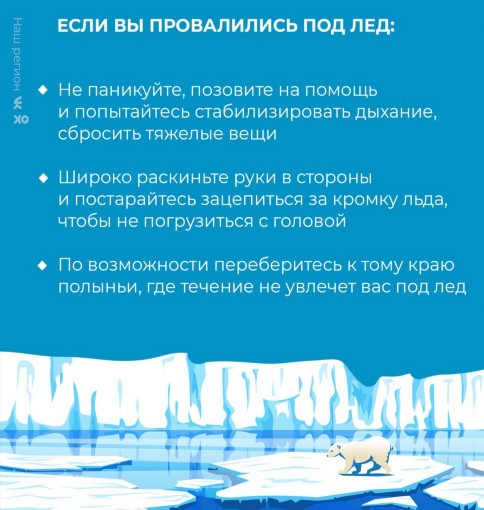 ЕСЛИ ВЫ ПРОВАЛИЛИСЬ ПОД ЛЕД:
Не паникуйте, позовите на помощь
и попытайтесь стабилизировать дыхание,
сбросить тяжелые вещи
Широко раскиньте руки в стороны
и постарайтесь зацепиться за кромку льда,
чтобы не погрузиться с головой
По возможности переберитесь к тому краю
полыньи, где течение не увлечет вас под лед
Наш регион